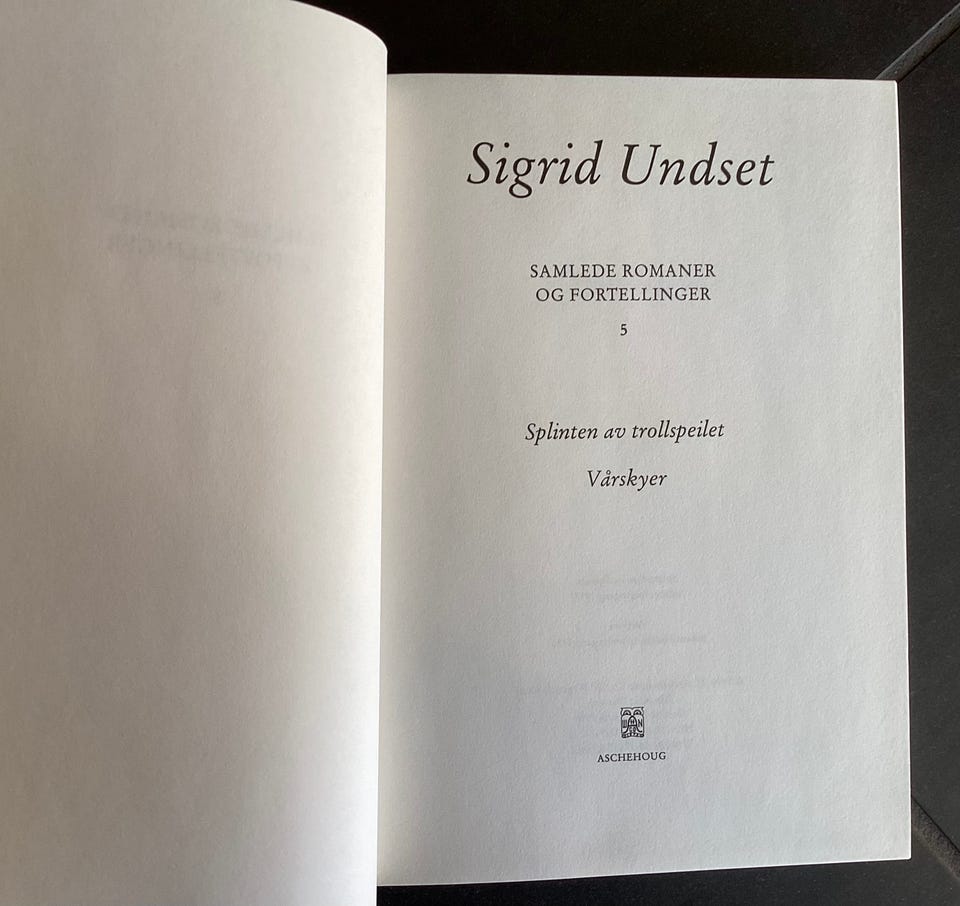 Sigrid Undset
SAMLEDE ROMANER
OG FORTELLINGER
5
Splinten av trollspeilet
Vårskyer
ASCHEHOUG